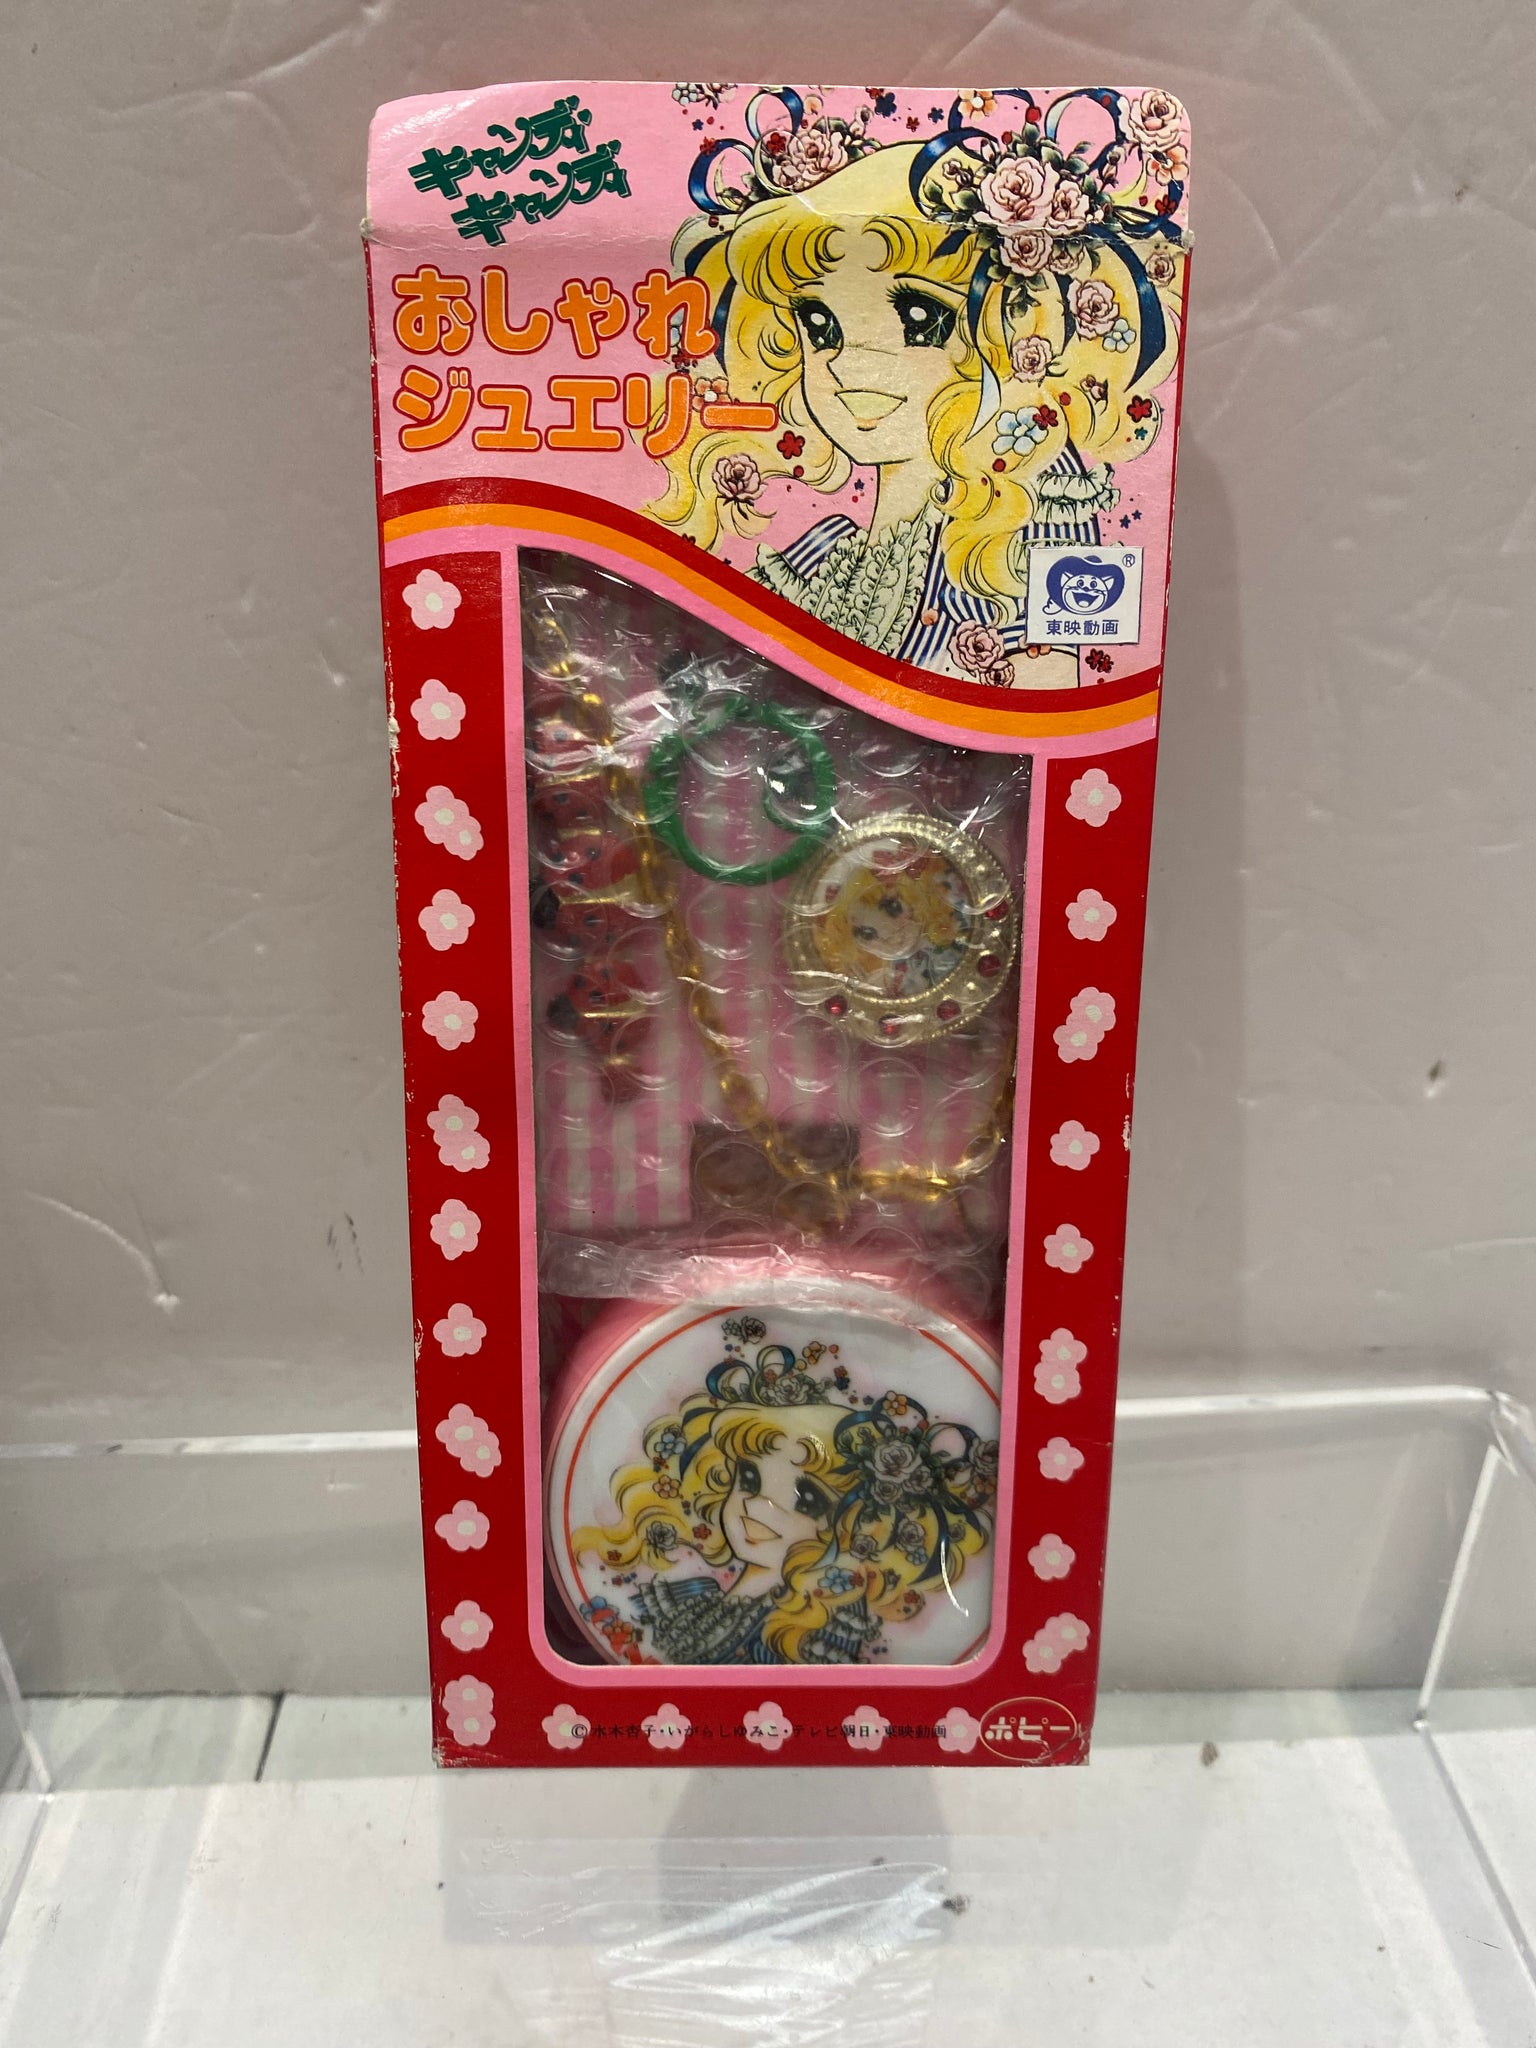 キャンディ
キャンディ
おしゃれ
ジュエリー
®
東映動画
©水木杏子・いがらしゆみこ・テレビ朝日・東映動画
ポピー